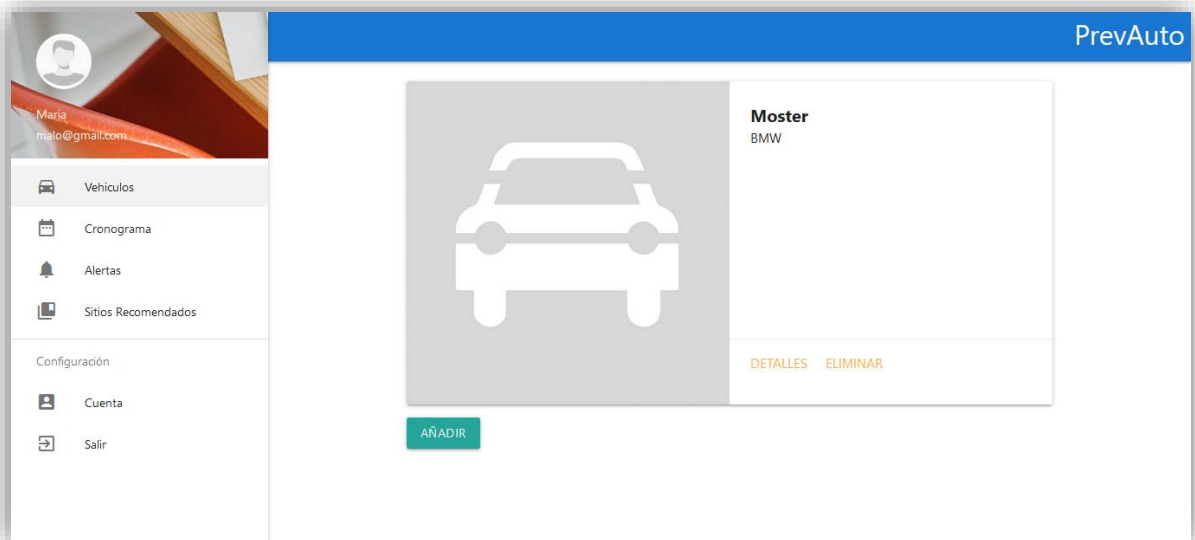 PrevAuto
Maria
malo@gmail.com
Vehiculos
Cronograma
Alertas
Sitios Recomendados
Configuración
Cuenta
Salir
Moster
BMW
DETALLES ELIMINAR
AÑADIR